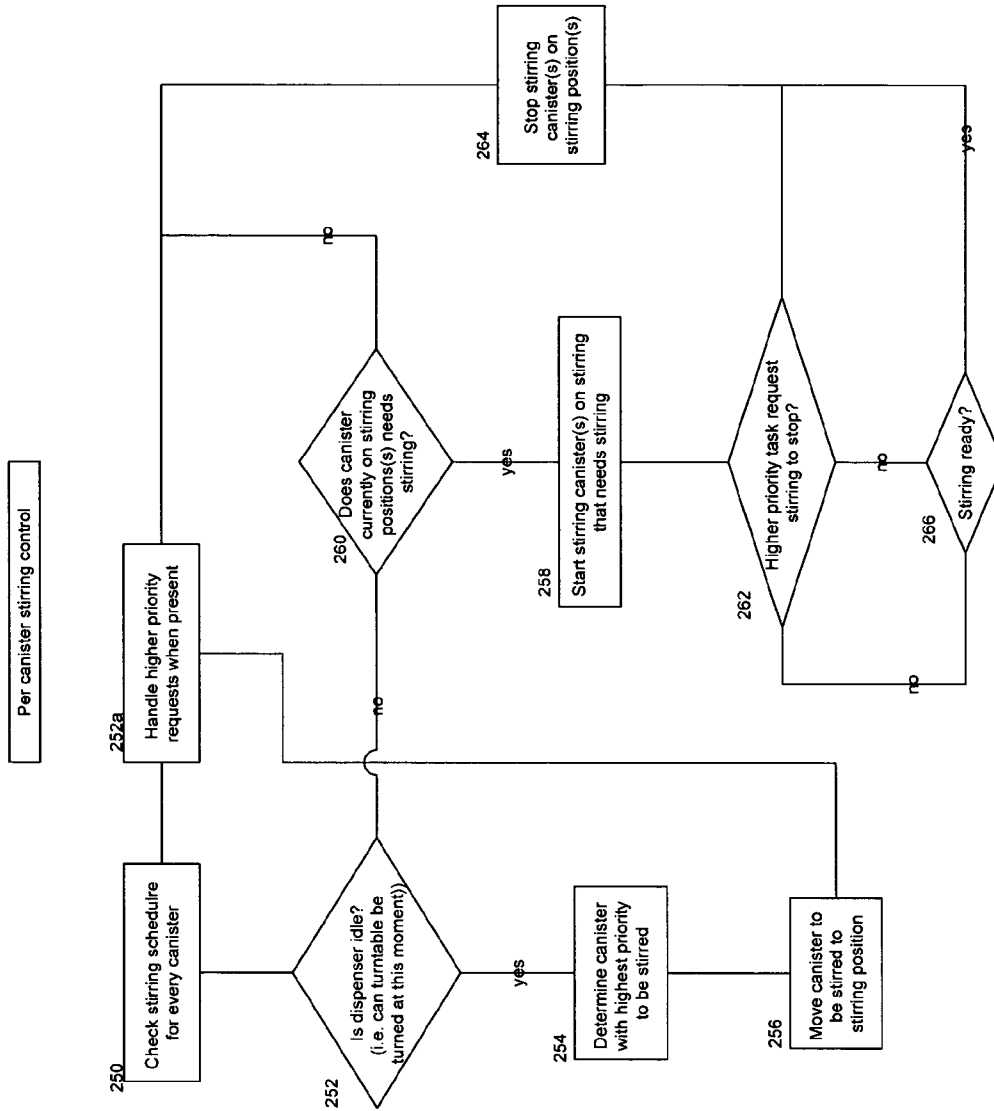 Per canister stirring control
250
Check stirring schedulre
for every canister
252a
Handle higher priority
requests when present
252
Is dispenser idle?
(i.e. can turntable be
turned at this moment))
no
yes
260
Does canister
currently on stirring
positions(s) needs
stirring?
no
yes
254
Determine canister
with highest priority
to be stirred
256
Move canister to
be stirred to
stirring position
258
Start stirring canister(s) on stirring
that needs stirring
262
Higher priority task request
stirring to stop?
no
no
264
Stop stirring
canister(s) on
stirring position(s)
266
Stirring ready?
yes